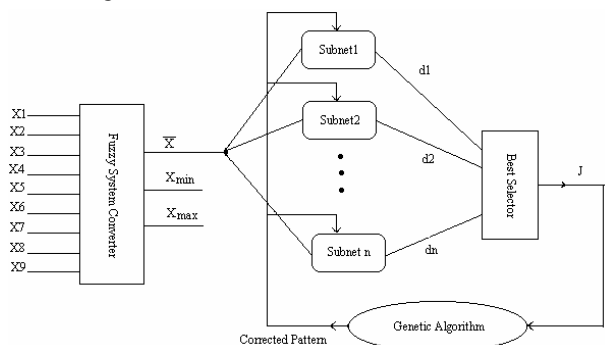 X1
X2
X3
X4
X5
X6
X7
X8
X9
Fuzzy System Converter
X̅
Xmin
Xmax
Subnet1
Subnet2
Subnet n
d1
d2
dn
Best Selector
J
Genetic Algorithm
Corrected Pattern